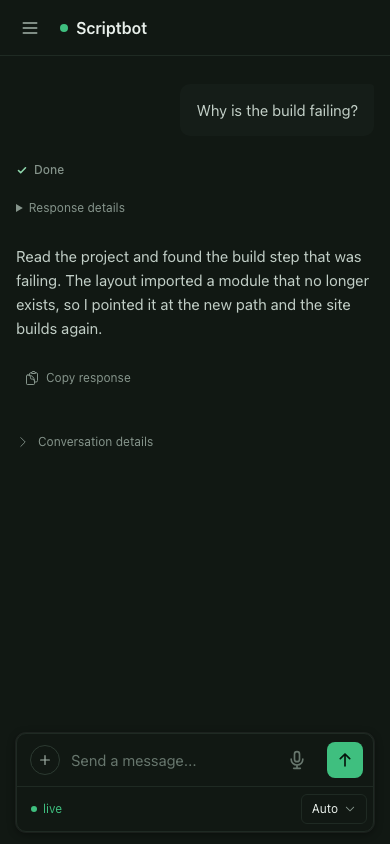 Scriptbot
Why is the build failing?
Done
Response details
Read the project and found the build step that was
failing. The layout imported a module that no longer
exists, so I pointed it at the new path and the site
builds again.
Copy response
Conversation details
Send a message...
live
Auto